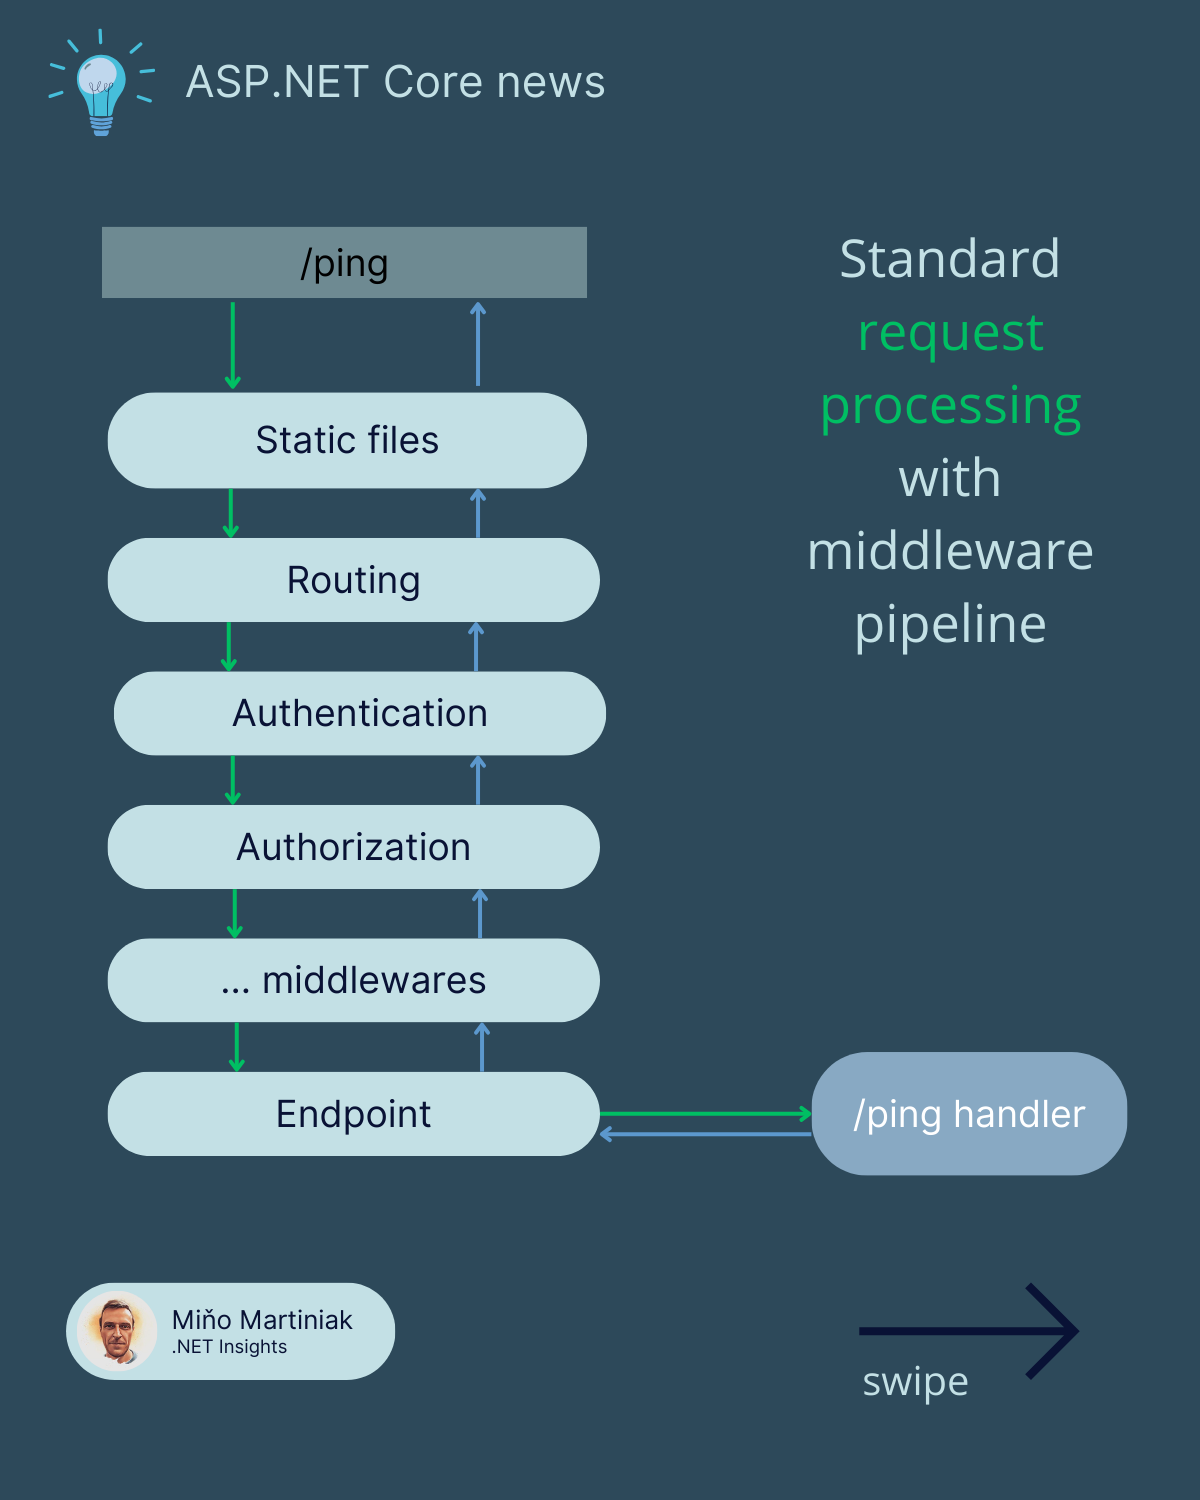 ASP.NET Core news
/ping
Static files
Routing
Authentication
Authorization
... middlewares
Endpoint
/ping handler
Standard
request
processing
with
middleware
pipeline
Miňo Martiniak
.NET Insights
swipe